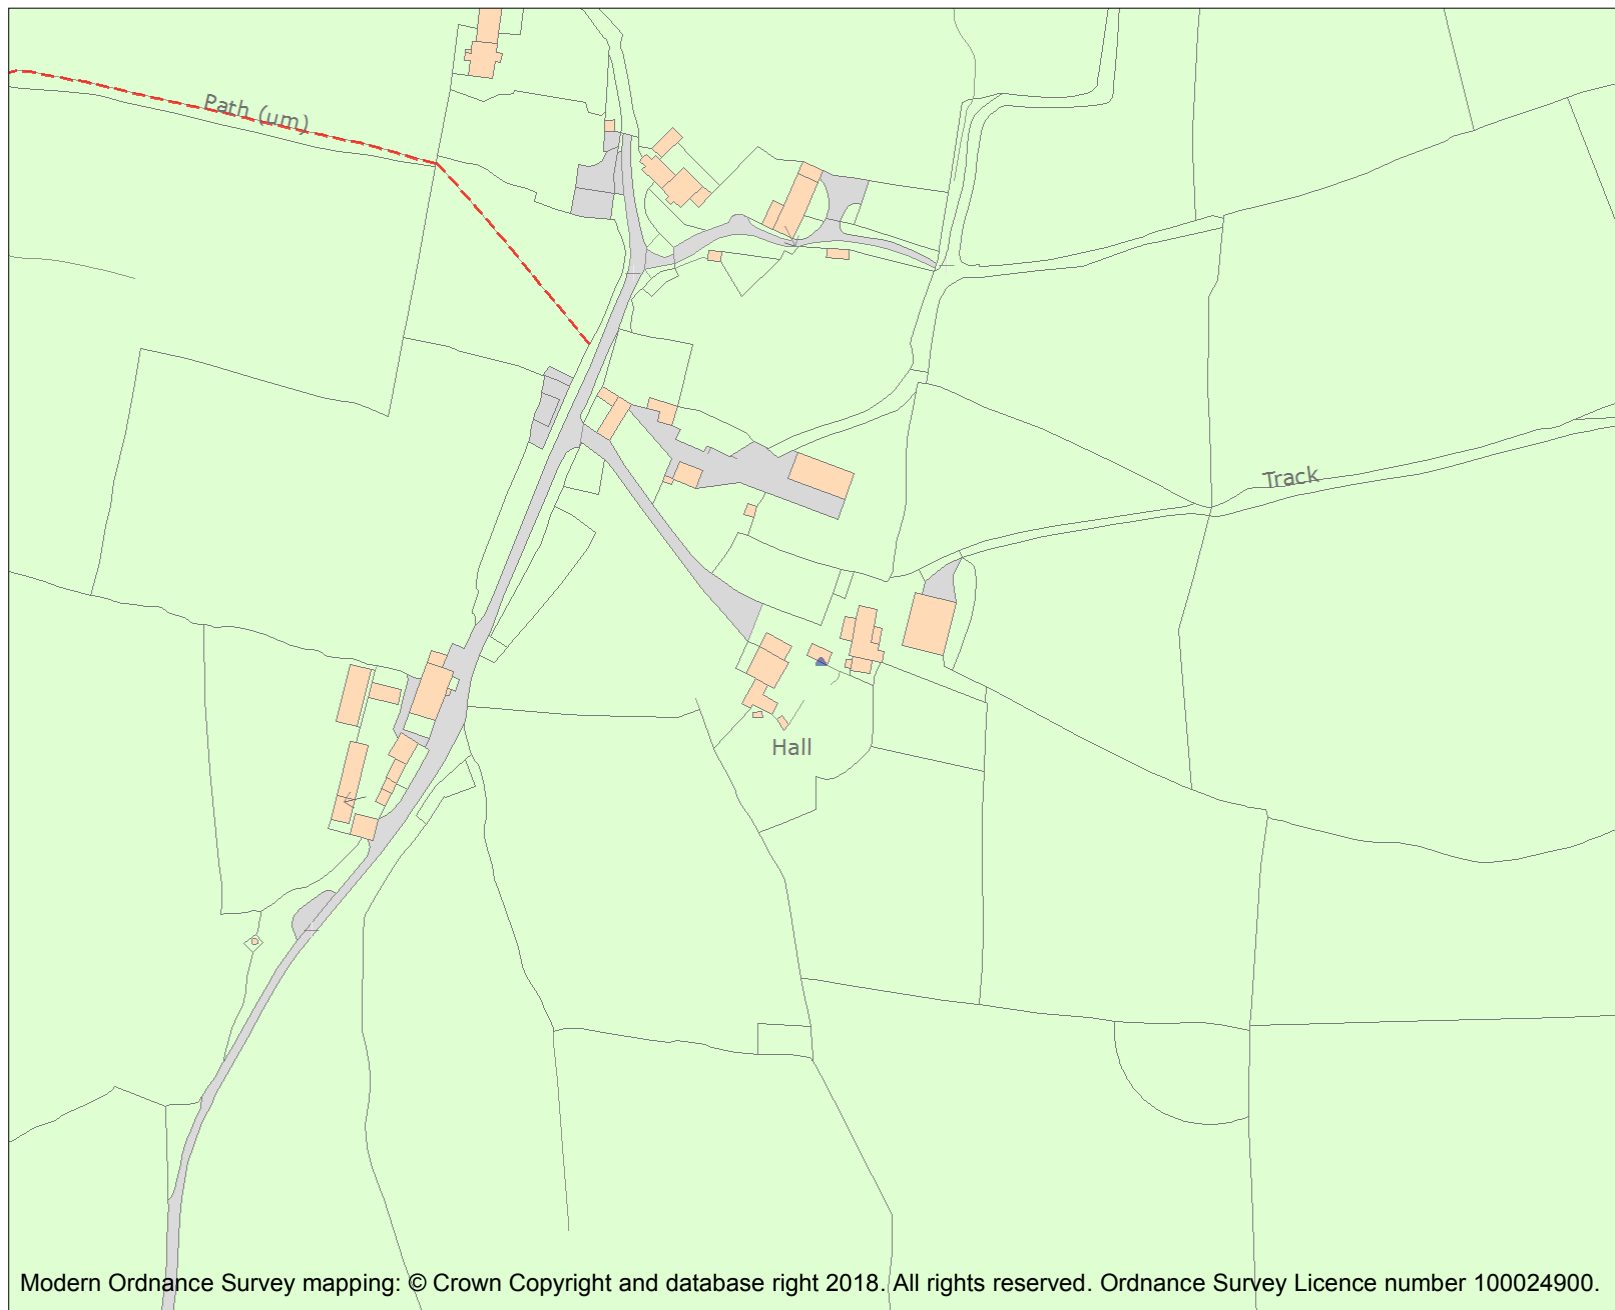 Path (um)
Track
Hall
Modern Ordnance Survey mapping: © Crown Copyright and database right 2018. All rights reserved. Ordnance Survey Licence number 100024900.